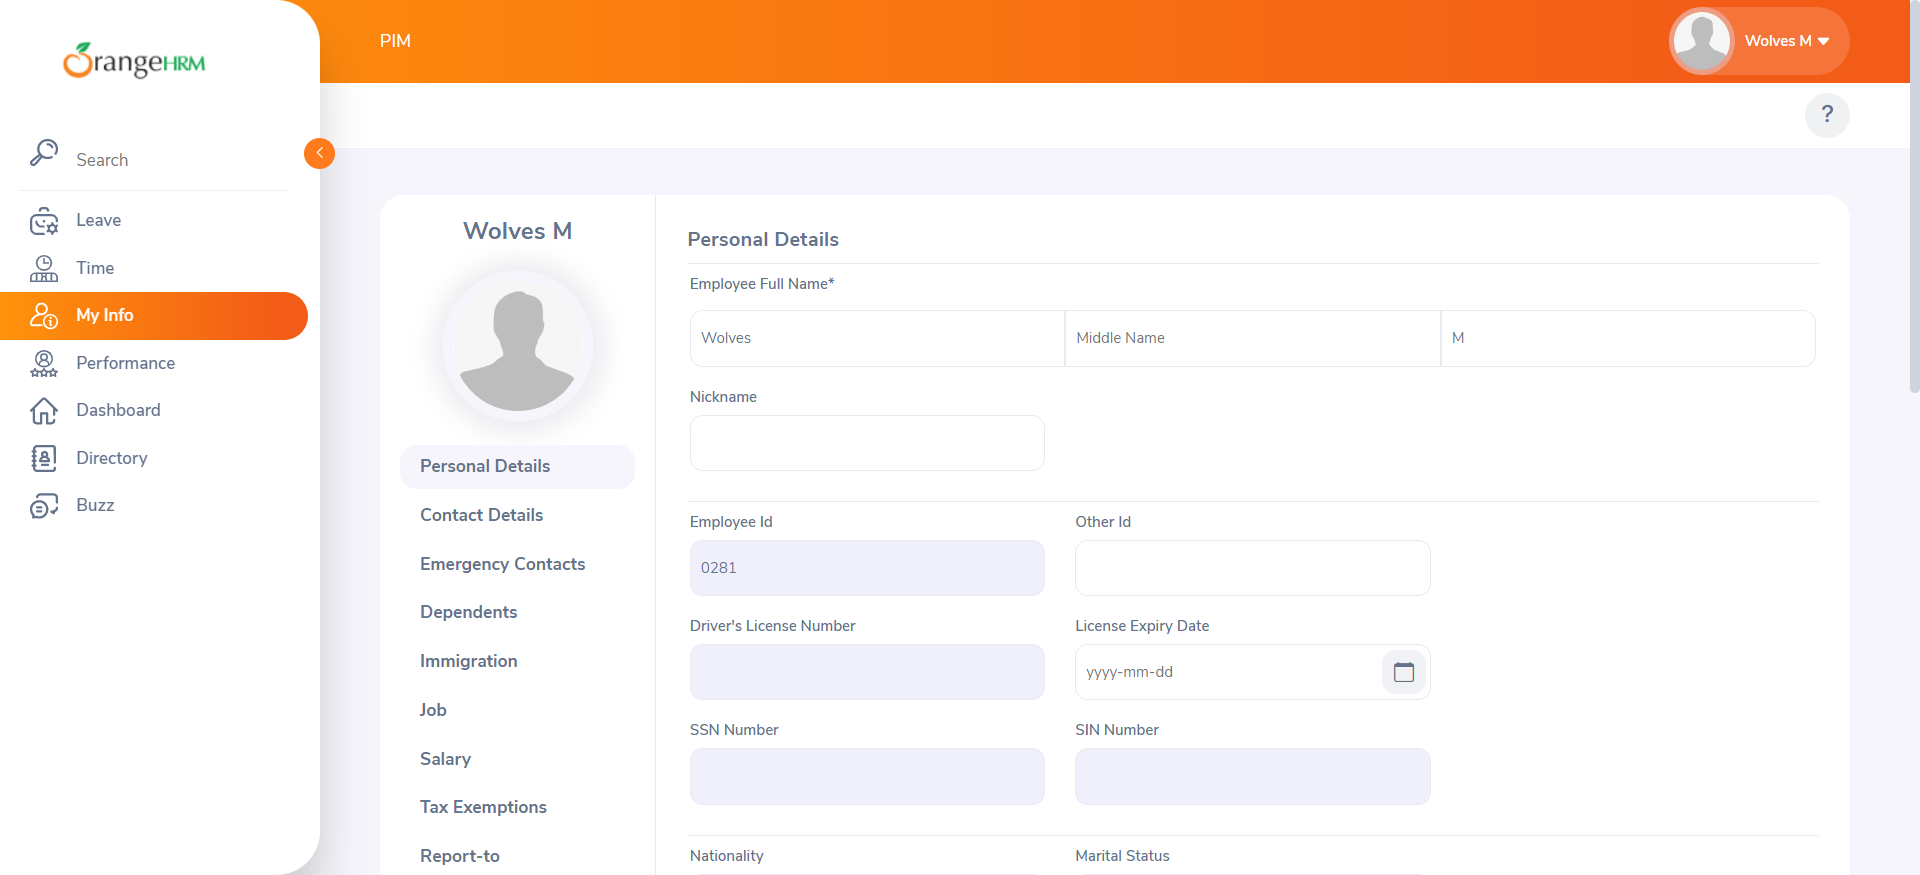 OrangeHRM
PIM
Wolves M
?
Search
Leave
Time
My Info
Performance
Dashboard
Directory
Buzz
Wolves M
Personal Details
Contact Details
Emergency Contacts
Dependents
Immigration
Job
Salary
Tax Exemptions
Report-to
Personal Details
Employee Full Name*
Wolves Middle Name M
Nickname
Employee Id Other Id
0281
Driver's License Number License Expiry Date
yyyy-mm-dd
SSN Number SIN Number
Nationality Marital Status